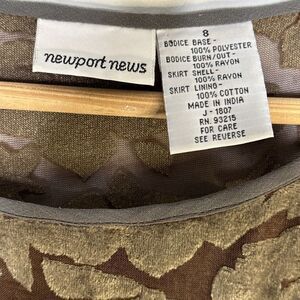 newport news.
8
BODICE BASE -
100% POLYESTER
BODICE BURN/OUT -
100% RAYON
SKIRT SHELL -
100% RAYON
SKIRT LINING -
100% COTTON
MADE IN INDIA
J - 1807
RN. 93215
FOR CARE
SEE REVERSE